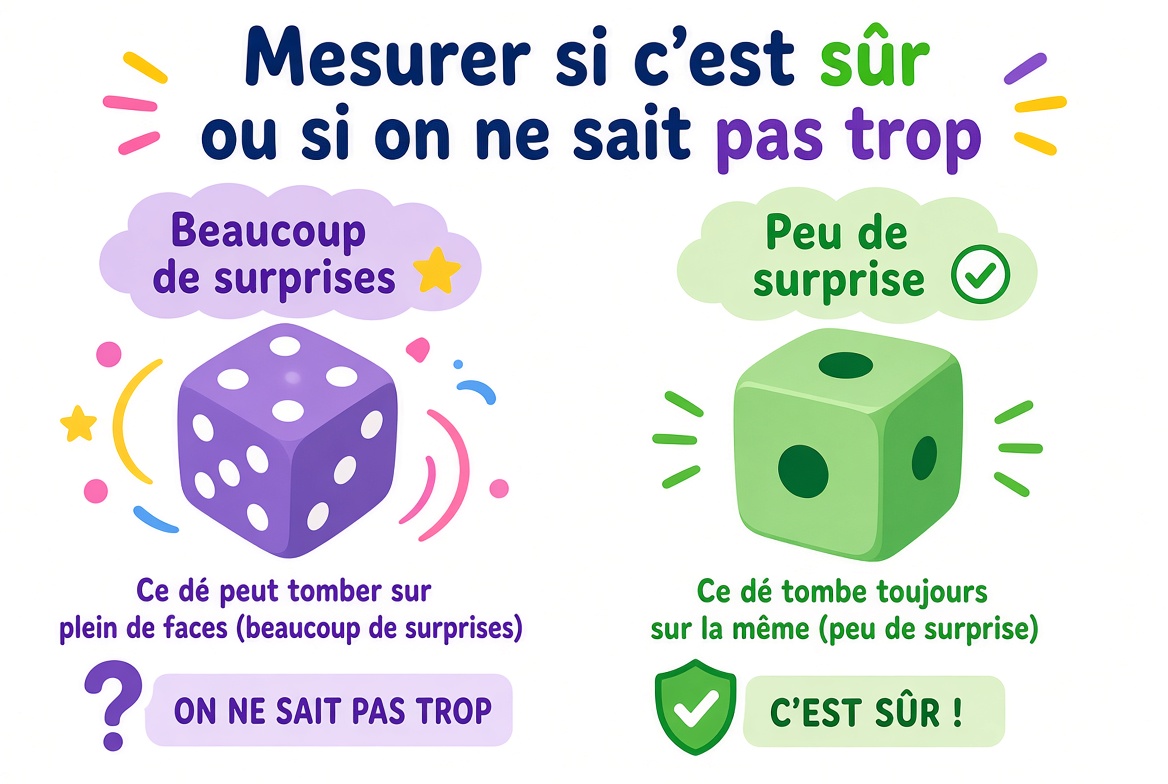 Mesurer si c’est sûr
ou si on ne sait pas trop
Beaucoup
de surprises
Peu de
surprise
Ce dé peut tomber sur
plein de faces (beaucoup de surprises)
Ce dé tombe toujours
sur la même (peu de surprise)
?
ON NE SAIT PAS TROP
C’EST SÛR !